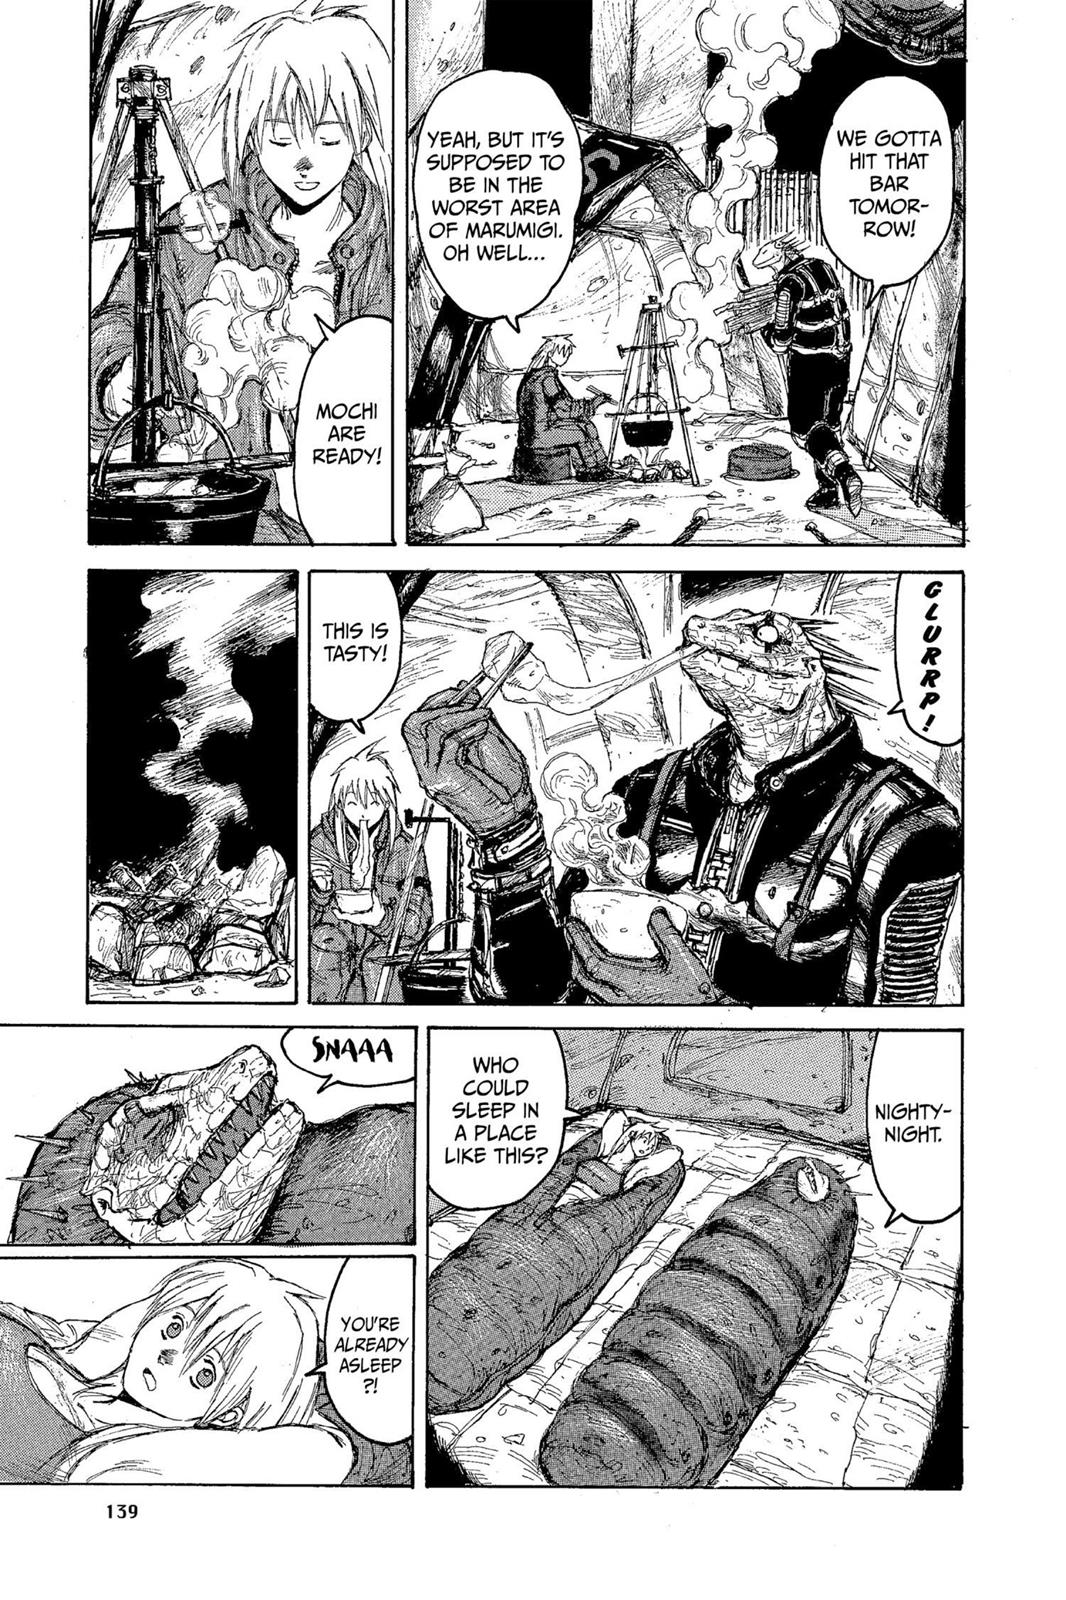 WE GOTTA
HIT THAT
BAR
TOMOR-
ROW!
YEAH, BUT IT'S
SUPPOSED TO
BE IN THE
WORST AREA
OF MARUMIGI.
OH WELL...
MOCHI
ARE
READY!
GLURRP!
THIS IS
TASTY!
NIGHTY-
NIGHT.
WHO
COULD
SLEEP IN
A PLACE
LIKE THIS?
SNAAA
YOU'RE
ALREADY
ASLEEP
?!
139